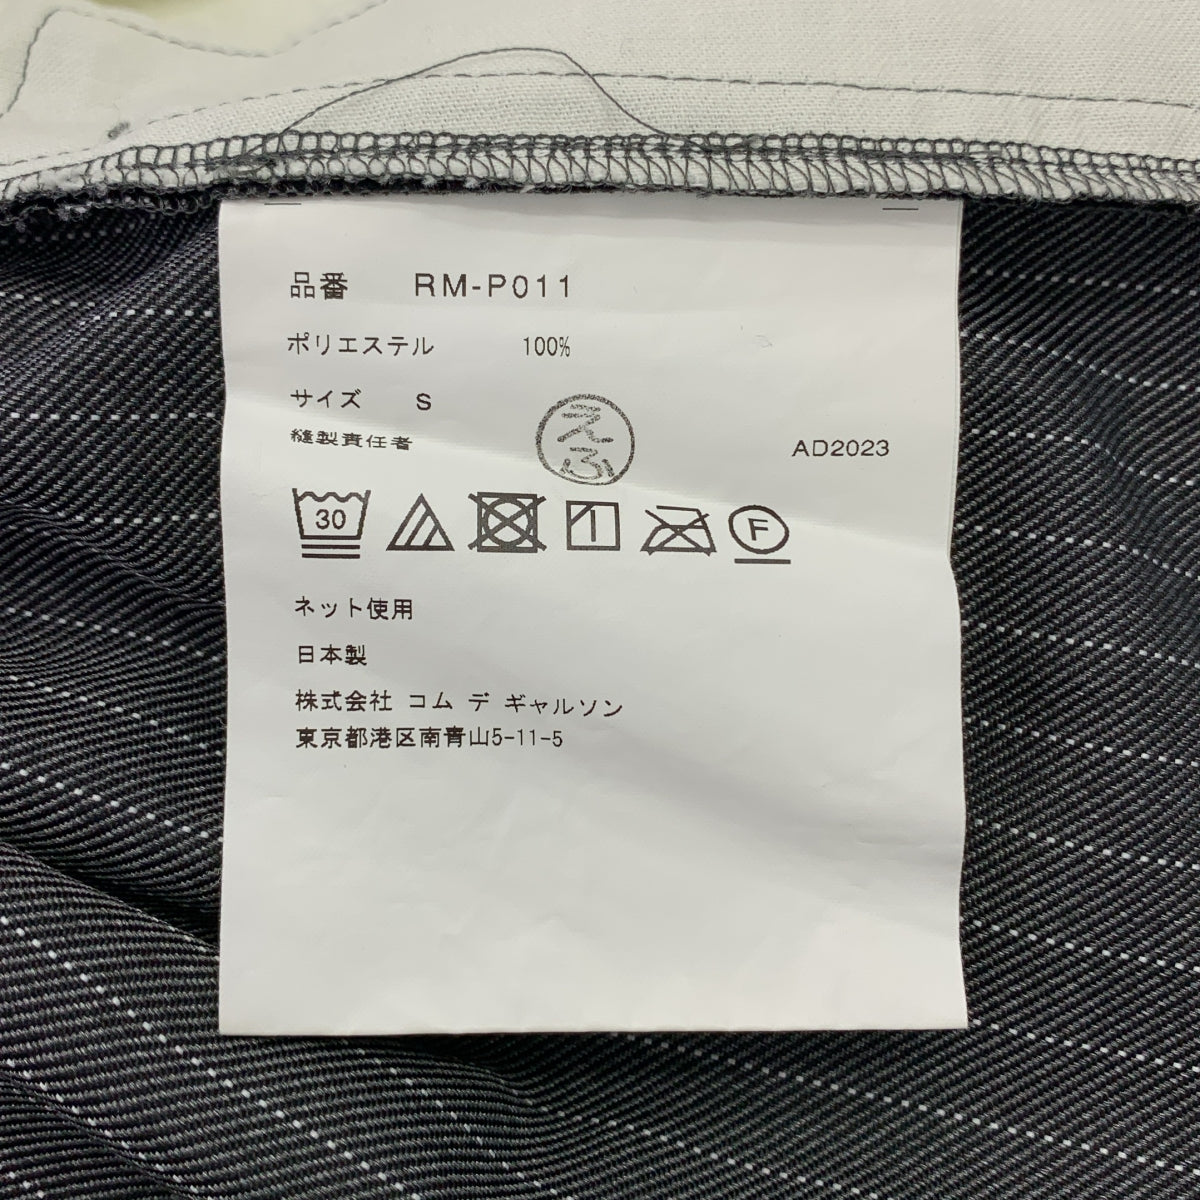 品番 RM-P011
ポリエステル 100%
サイズ S
縫製責任者 えふ AD2023
30 F
ネット使用
日本製
株式会社 コム デ ギャルソン
東京都港区南青山5-11-5